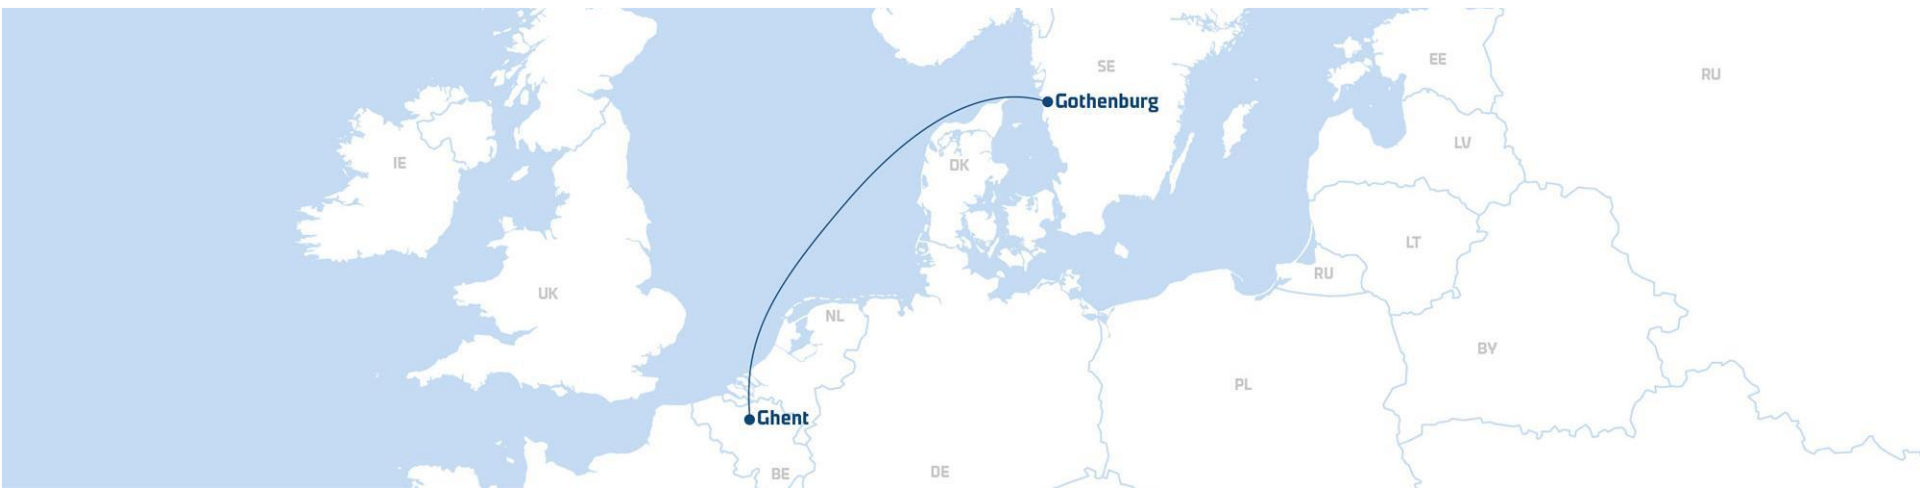 SE
EE
RU
Gothenburg
LV
IE
DK
LT
RU
UK
NL
BY
PL
Ghent
BE
DE